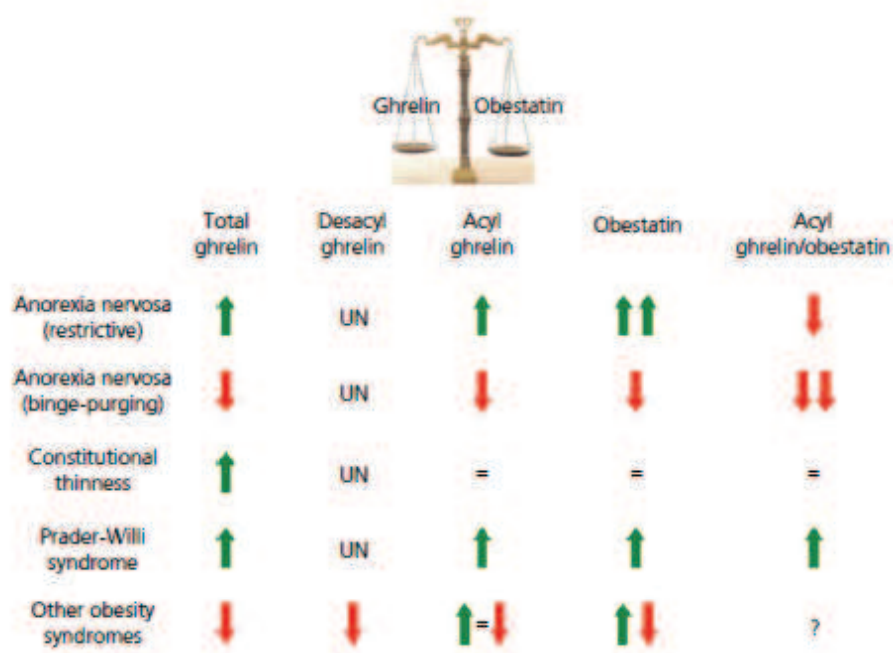 Ghrelin Obestatin
Total ghrelin Desacyl ghrelin Acyl ghrelin Obestatin Acyl ghrelin/obestatin
Anorexia nervosa
(restrictive) UN
Anorexia nervosa
(binge-purging) UN
Constitutional
thinness UN = = =
Prader-Willi
syndrome UN
Other obesity
syndromes = ?